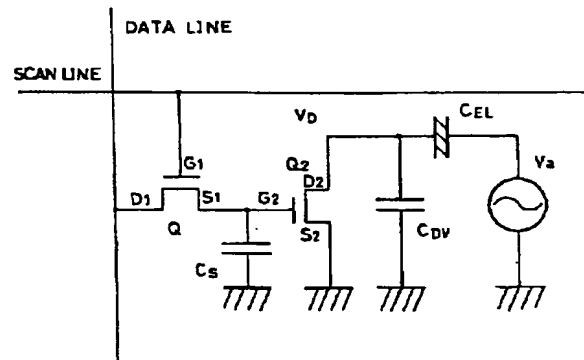 DATA LINE
SCAN LINE
VD
CEL
Va
G1
Q2
D2
D1
S1
G2
S2
Q
CS
CDV